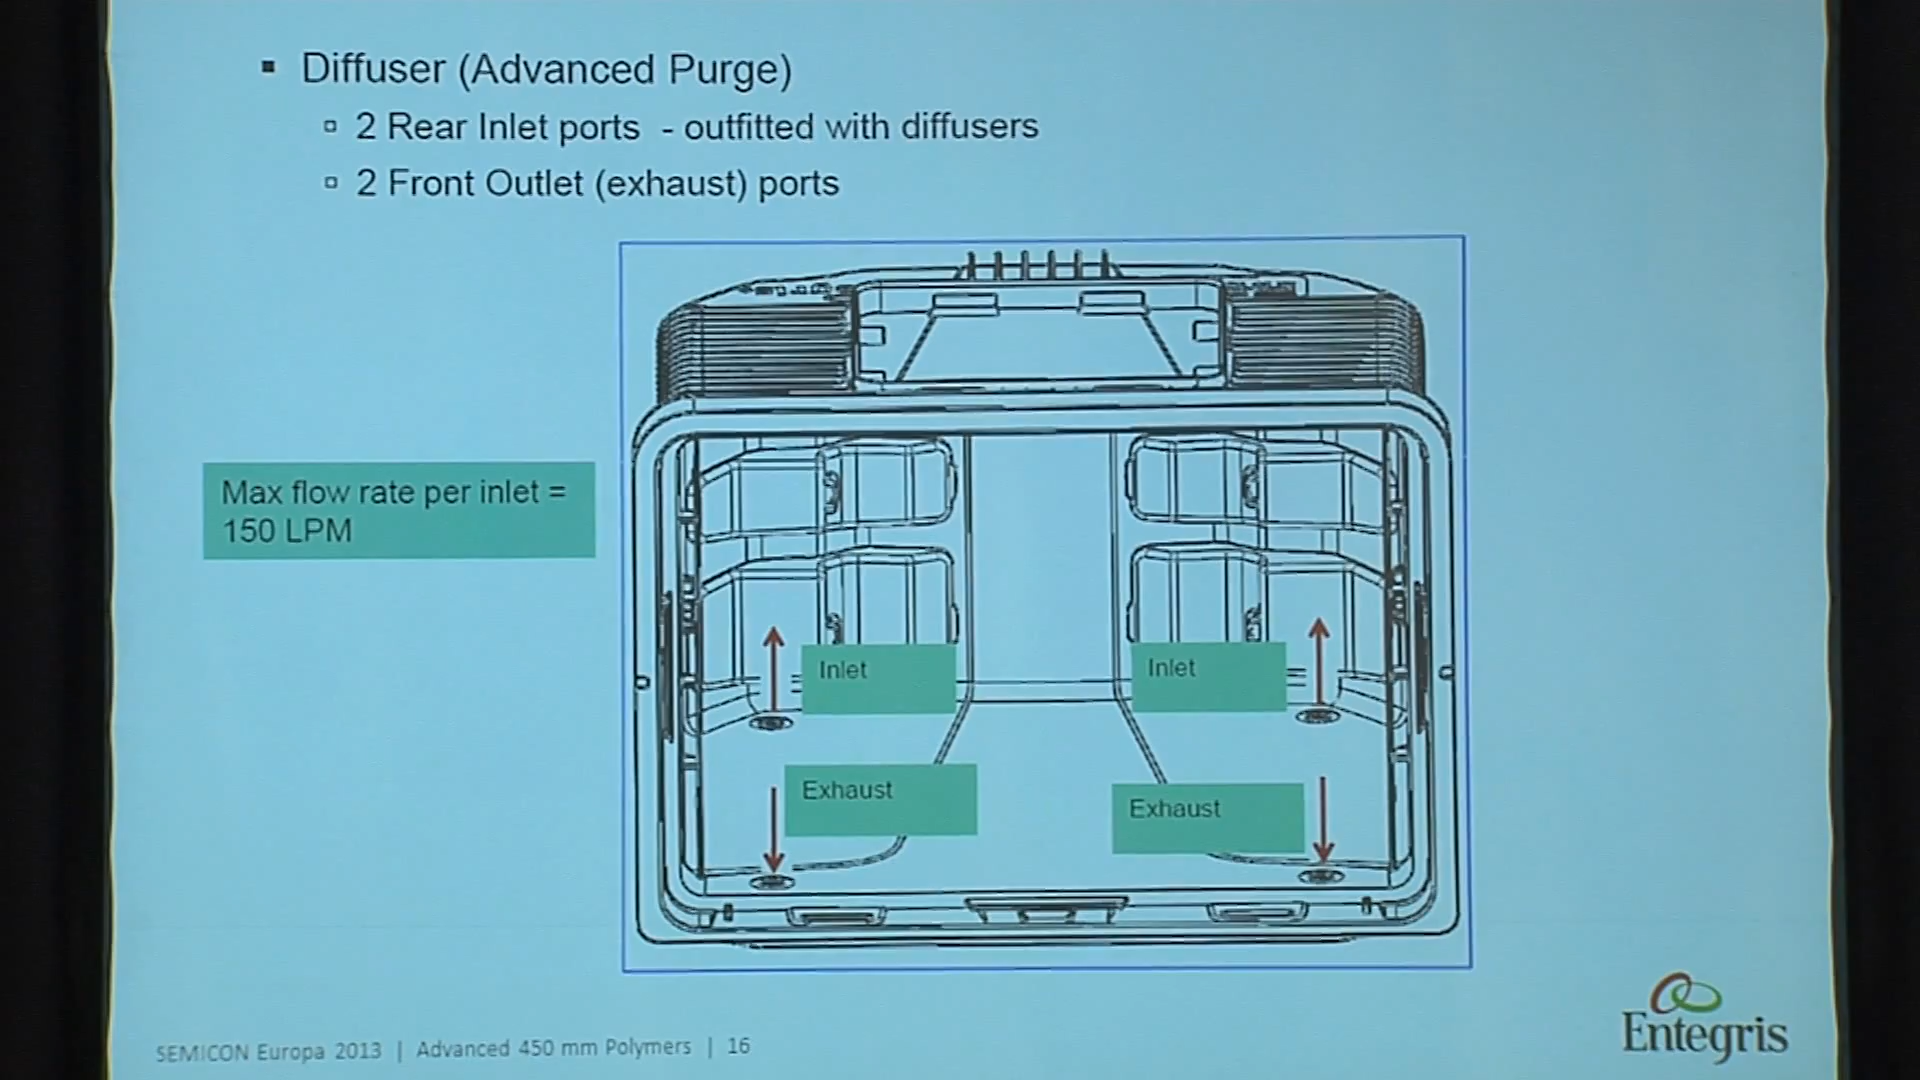 ▪ Diffuser (Advanced Purge)
▫ 2 Rear Inlet ports - outfitted with diffusers
▫ 2 Front Outlet (exhaust) ports
Max flow rate per inlet =
150 LPM
Inlet
Inlet
Exhaust
Exhaust
SEMICON Europa 2013 | Advanced 450 mm Polymers | 16
Entegris